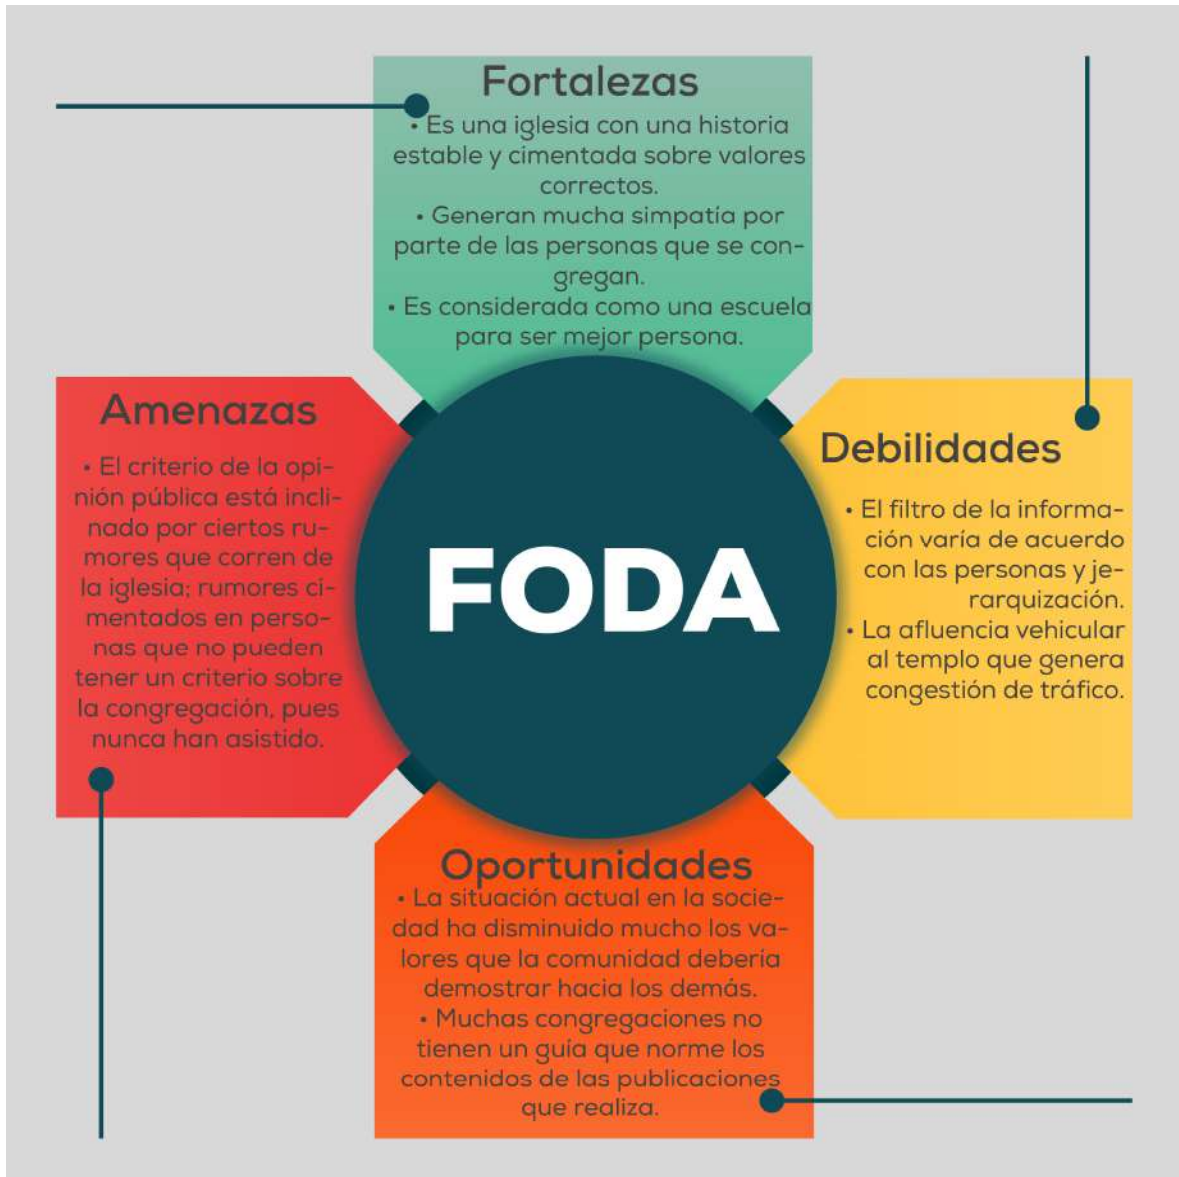 Fortalezas
• Es una iglesia con una historia
estable y cimentada sobre valores
correctos.
• Generan mucha simpatía por
parte de las personas que se con-
gregan.
• Es considerada como una escuela
para ser mejor persona.
Amenazas
• El criterio de la opi-
nión pública está incli-
nado por ciertos ru-
mores que corren de
la iglesia; rumores ci-
mentados en perso-
nas que no pueden
tener un criterio sobre
la congregación, pues
nunca han asistido.
FODA
Debilidades
• El filtro de la informa-
ción varía de acuerdo
con las personas y je-
rarquización.
• La afluencia vehicular
al templo que genera
congestión de tráfico.
Oportunidades
• La situación actual en la socie-
dad ha disminuido mucho los va-
lores que la comunidad deberia
demostrar hacia los demás.
• Muchas congregaciones no
tienen un guía que norme los
contenidos de las publicaciones
que realiza.